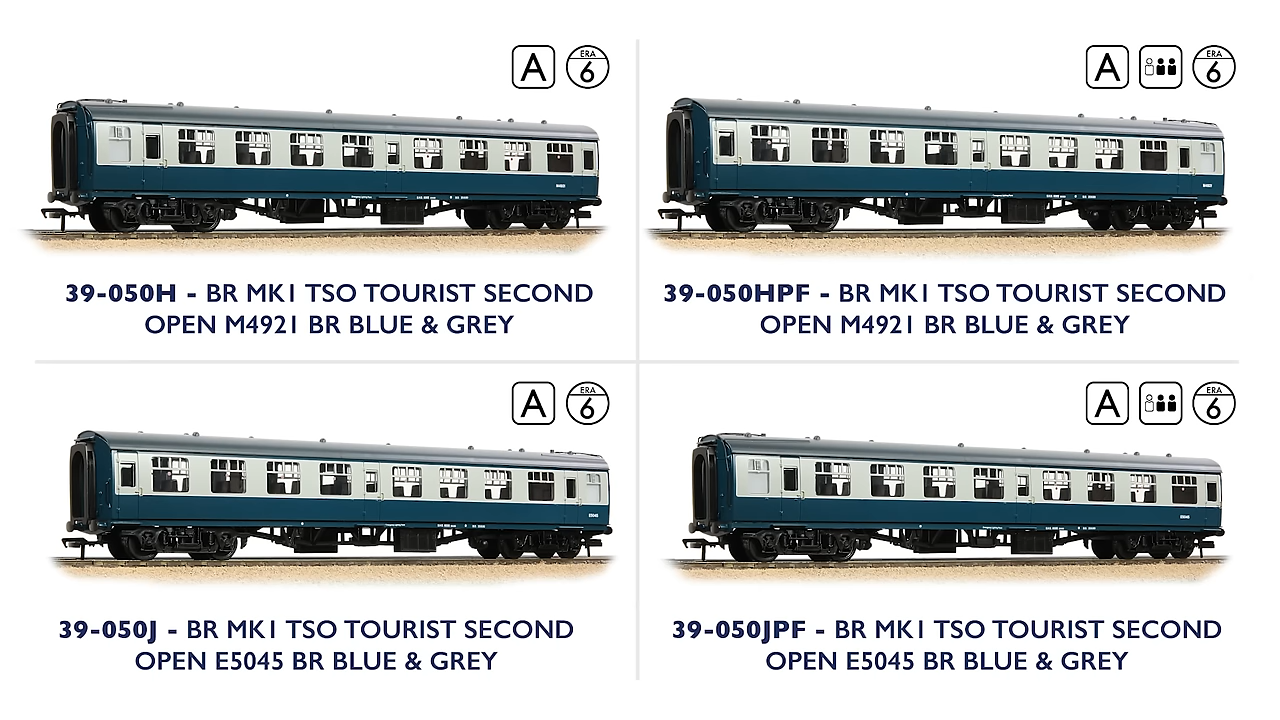 A ERA 6
39-050H - BR MK1 TSO TOURIST SECOND
OPEN M4921 BR BLUE & GREY
A ERA 6
39-050HPF - BR MK1 TSO TOURIST SECOND
OPEN M4921 BR BLUE & GREY
A ERA 6
39-050J - BR MK1 TSO TOURIST SECOND
OPEN E5045 BR BLUE & GREY
A ERA 6
39-050JPF - BR MK1 TSO TOURIST SECOND
OPEN E5045 BR BLUE & GREY